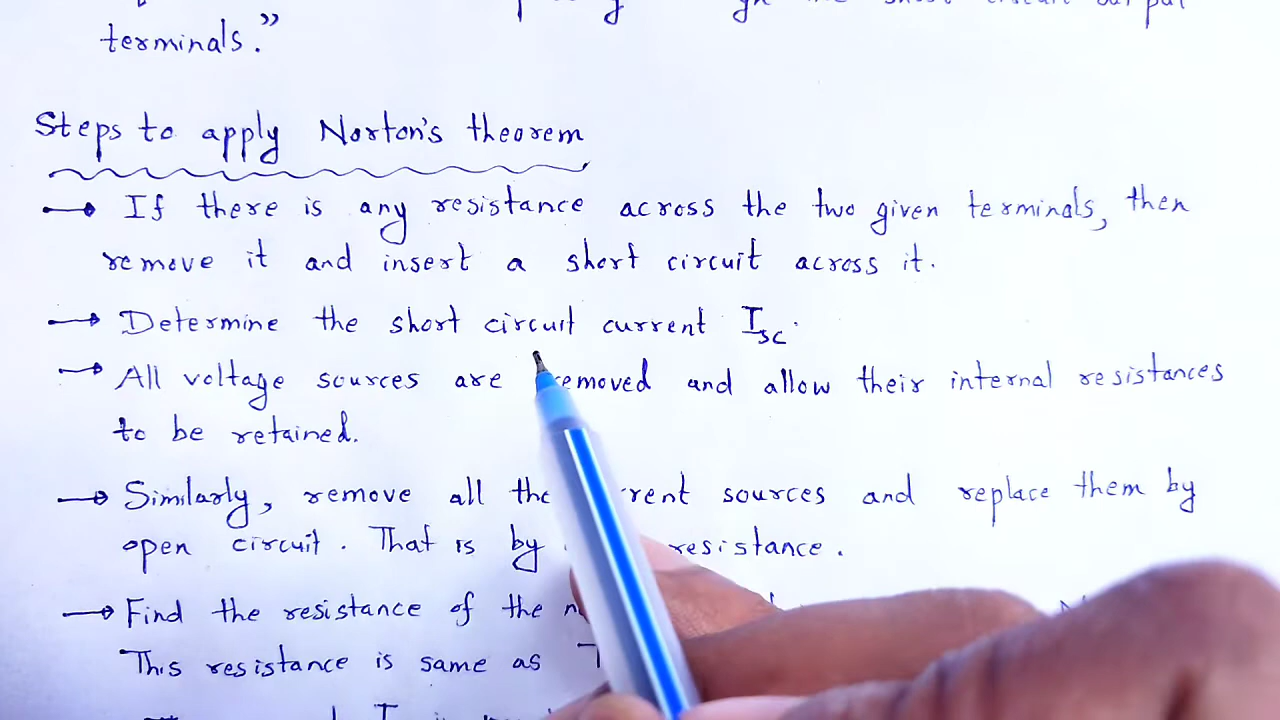 terminals.”
Steps to apply Norton's theorem
If there is any resistance across the two given terminals, then
remove it and insert a short circuit across it.
Determine the short circuit current Isc.
All voltage sources are removed and allow their internal resistances
to be retained.
Similarly, remove all the sources and replace them by
open circuit. That is by resistance.
Find the resistance of the
This resistance is same as